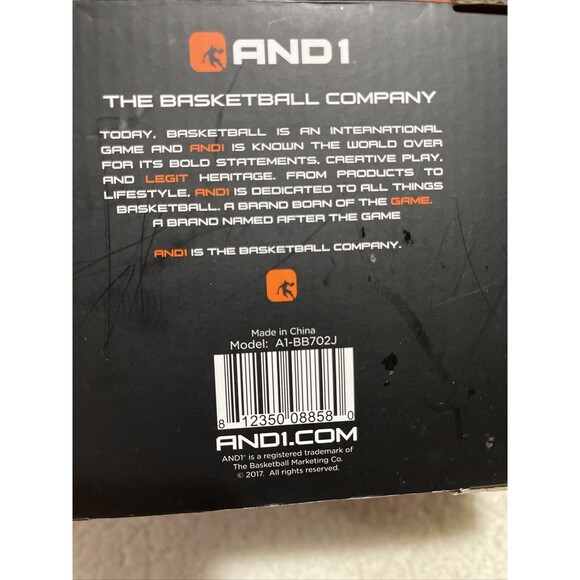 AND1
THE BASKETBALL COMPANY
TODAY, BASKETBALL IS AN INTERNATIONAL
GAME AND AND1 IS KNOWN THE WORLD OVER
FOR ITS BOLD STATEMENTS, CREATIVE PLAY,
AND LEGIT HERITAGE. FROM PRODUCTS TO
LIFESTYLE, AND1 IS DEDICATED TO ALL THINGS
BASKETBALL. A BRAND BORN OF THE GAME.
A BRAND NAMED AFTER THE GAME
AND1 IS THE BASKETBALL COMPANY.
Made in China
Model: A1-BB702J
8 12350 08858 0
AND1.COM
AND1® is a registered trademark of
The Basketball Marketing Co.
© 2017. All rights reserved.